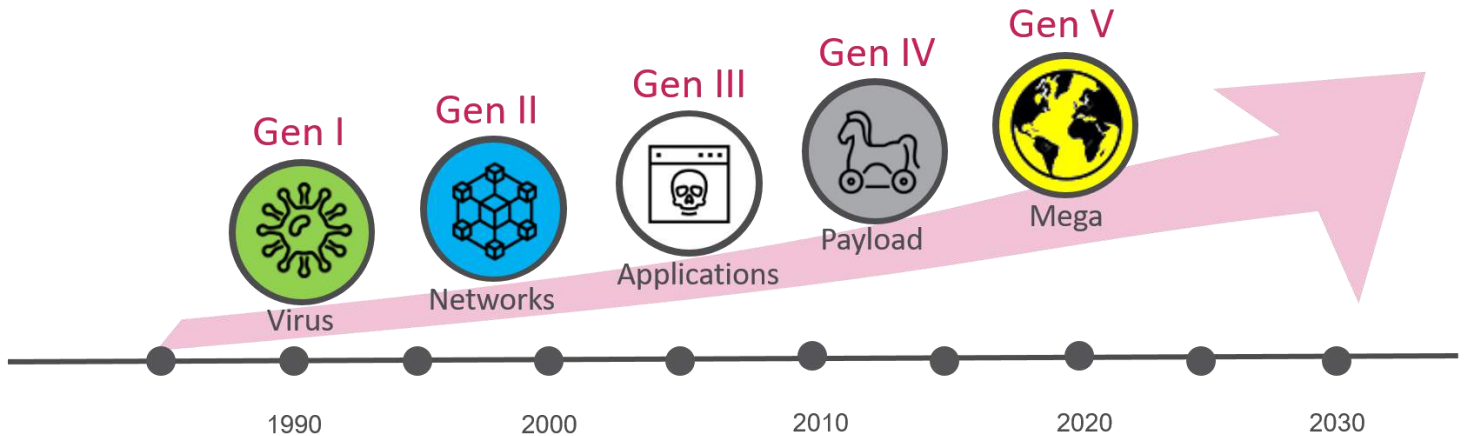 Gen I
Virus
Gen II
Networks
Gen III
Applications
Gen IV
Payload
Gen V
Mega
1990
2000
2010
2020
2030